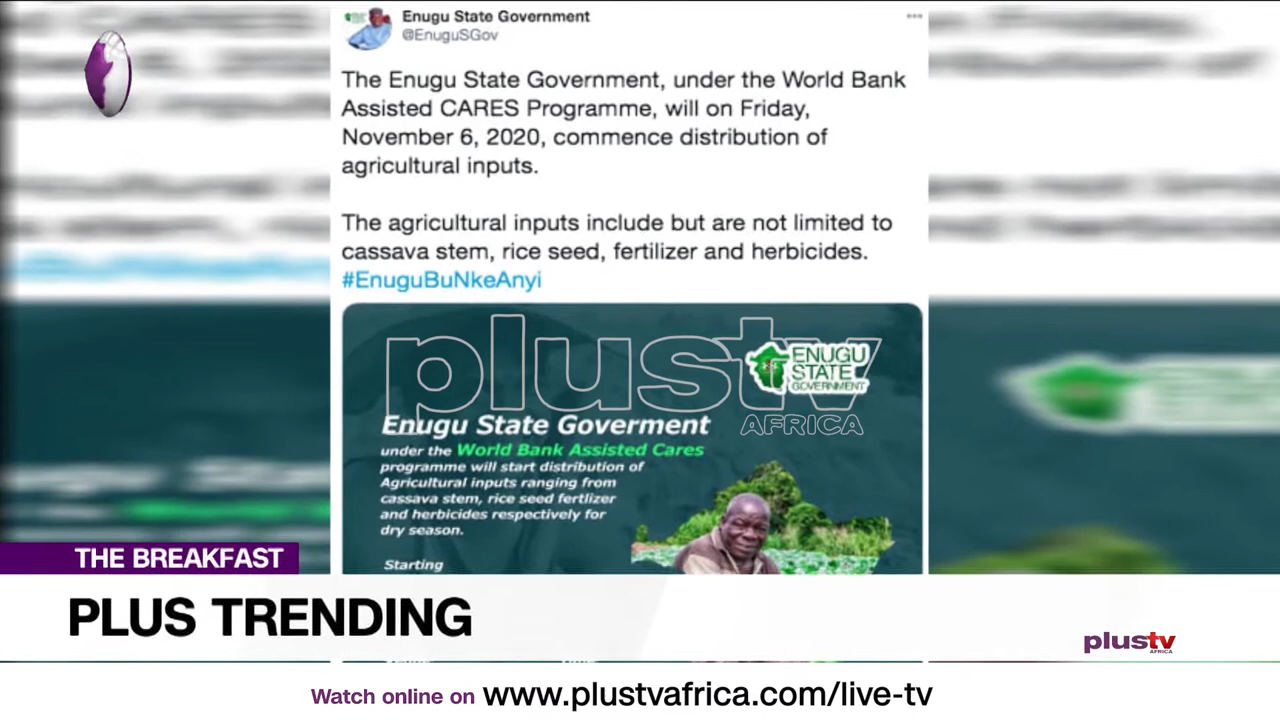 Enugu State Government
@EnuguSGov
The Enugu State Government, under the World Bank
Assisted CARES Programme, will on Friday,
November 6, 2020, commence distribution of
agricultural inputs.
The agricultural inputs include but are not limited to
cassava stem, rice seed, fertilizer and herbicides.
#EnuguBuNkeAnyi
plustv
AFRICA
ENUGU
STATE
GOVERNMENT
Enugu State Goverment
under the World Bank Assisted Cares
programme will start distribution of
Agricultural inputs ranging from
cassava stem, rice seed fertlizer
and herbicides respectively for
dry season.
Starting
THE BREAKFAST
PLUS TRENDING
plustv
AFRICA
Watch online on www.plustvafrica.com/live-tv